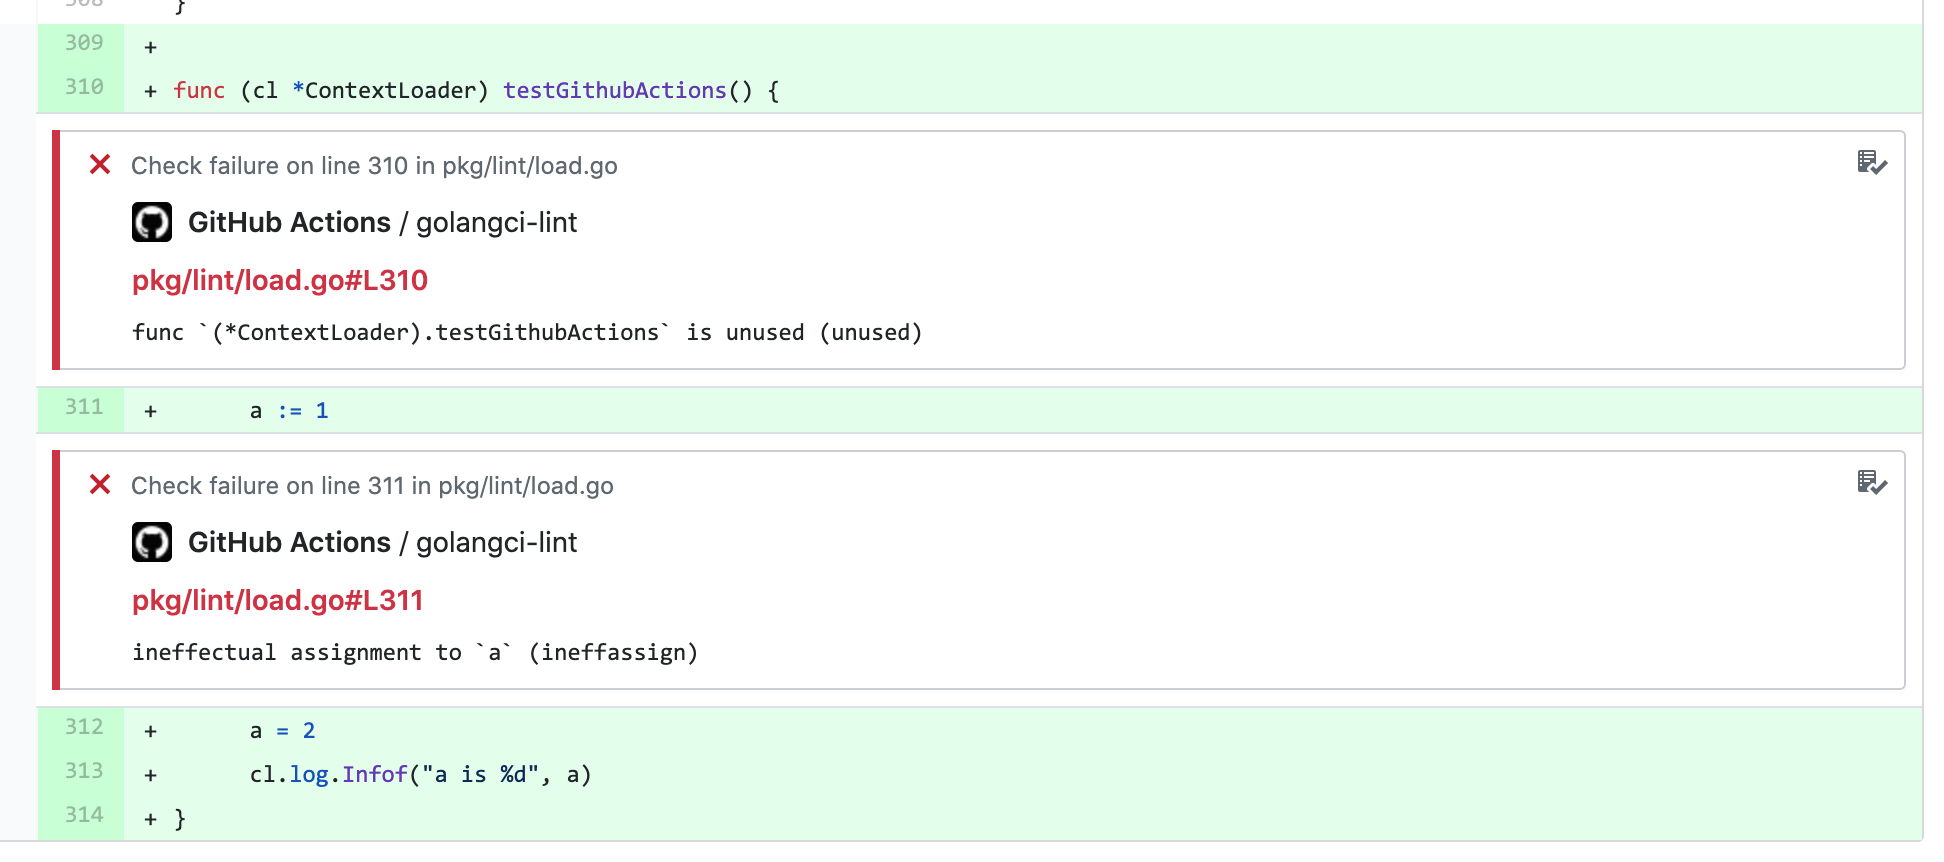 308 }
309 +
310 + func (cl *ContextLoader) testGithubActions() {
Check failure on line 310 in pkg/lint/load.go
GitHub Actions / golangci-lint
pkg/lint/load.go#L310
func `(*ContextLoader).testGithubActions` is unused (unused)
311 + a := 1
Check failure on line 311 in pkg/lint/load.go
GitHub Actions / golangci-lint
pkg/lint/load.go#L311
ineffectual assignment to `a` (ineffassign)
312 + a = 2
313 + cl.log.Infof("a is %d", a)
314 + }